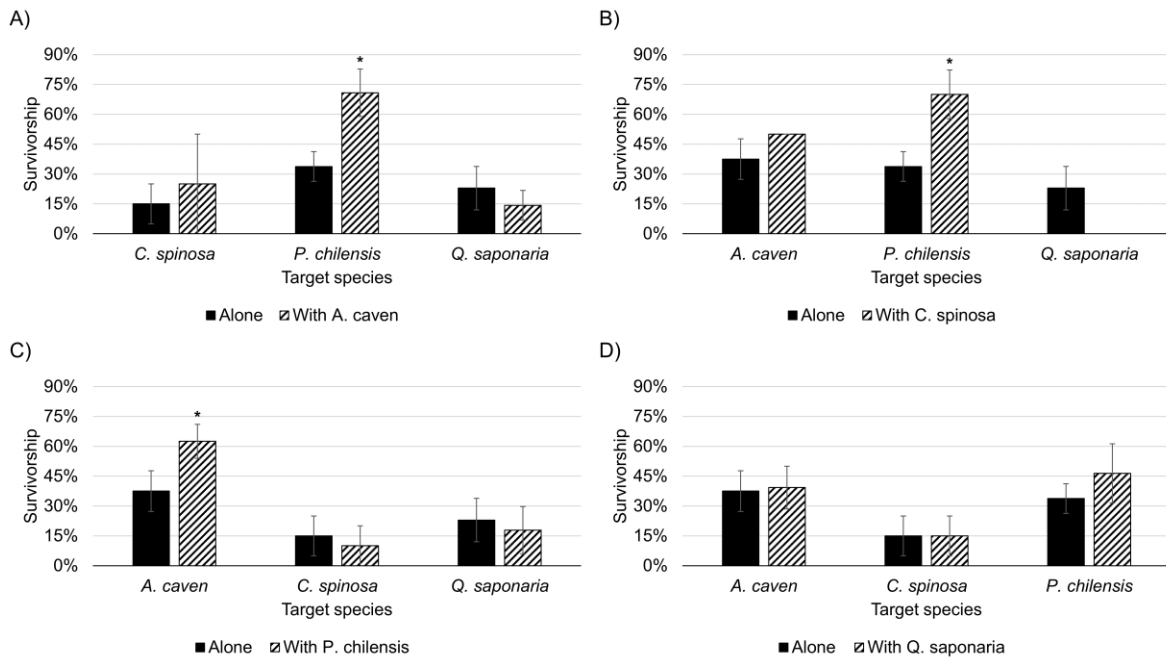 A)
90%
75%
60%
45%
30%
15%
0%
Survivorship
*
C. spinosa P. chilensis Q. saponaria
Target species
Alone With A. caven
B)
90%
75%
60%
45%
30%
15%
0%
Survivorship
*
A. caven P. chilensis Q. saponaria
Target species
Alone With C. spinosa
C)
90%
75%
60%
45%
30%
15%
0%
Survivorship
*
A. caven C. spinosa Q. saponaria
Target species
Alone With P. chilensis
D)
90%
75%
60%
45%
30%
15%
0%
Survivorship
A. caven C. spinosa P. chilensis
Target species
Alone With Q. saponaria